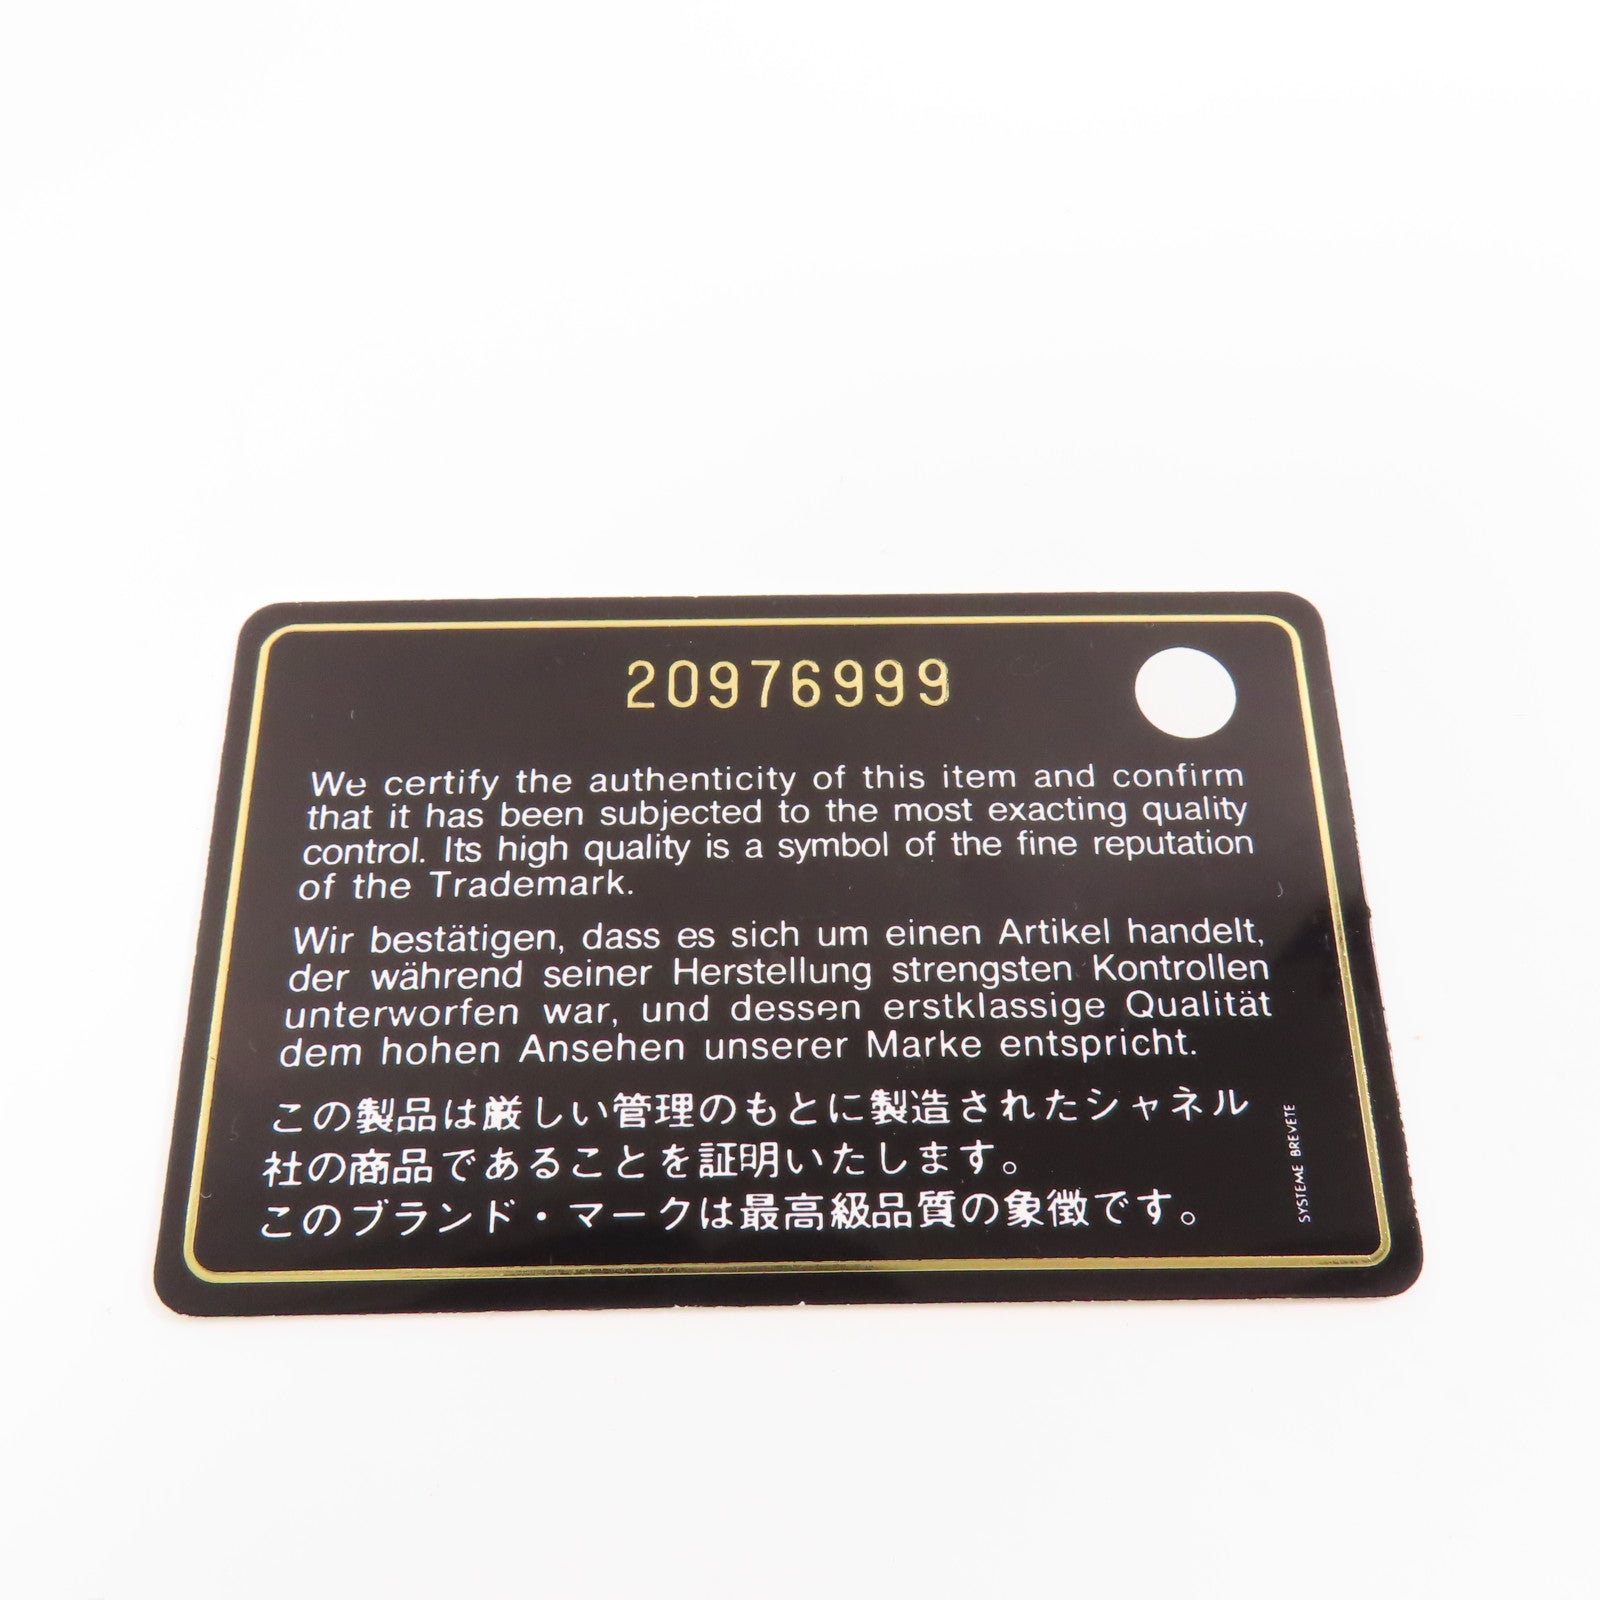 20976999
We certify the authenticity of this item and confirm
that it has been subjected to the most exacting quality
control. Its high quality is a symbol of the fine reputation
of the Trademark.
Wir bestätigen, dass es sich um einen Artikel handelt,
der während seiner Herstellung strengsten Kontrollen
unterworfen war, und dessen erstklassige Qualität
dem hohen Ansehen unserer Marke entspricht.
この製品は厳しい管理のもとに製造されたシャネル
社の商品であることを証明いたします。
このブランド・マークは最高級品質の象徴です。
SYSTEME BREVETE